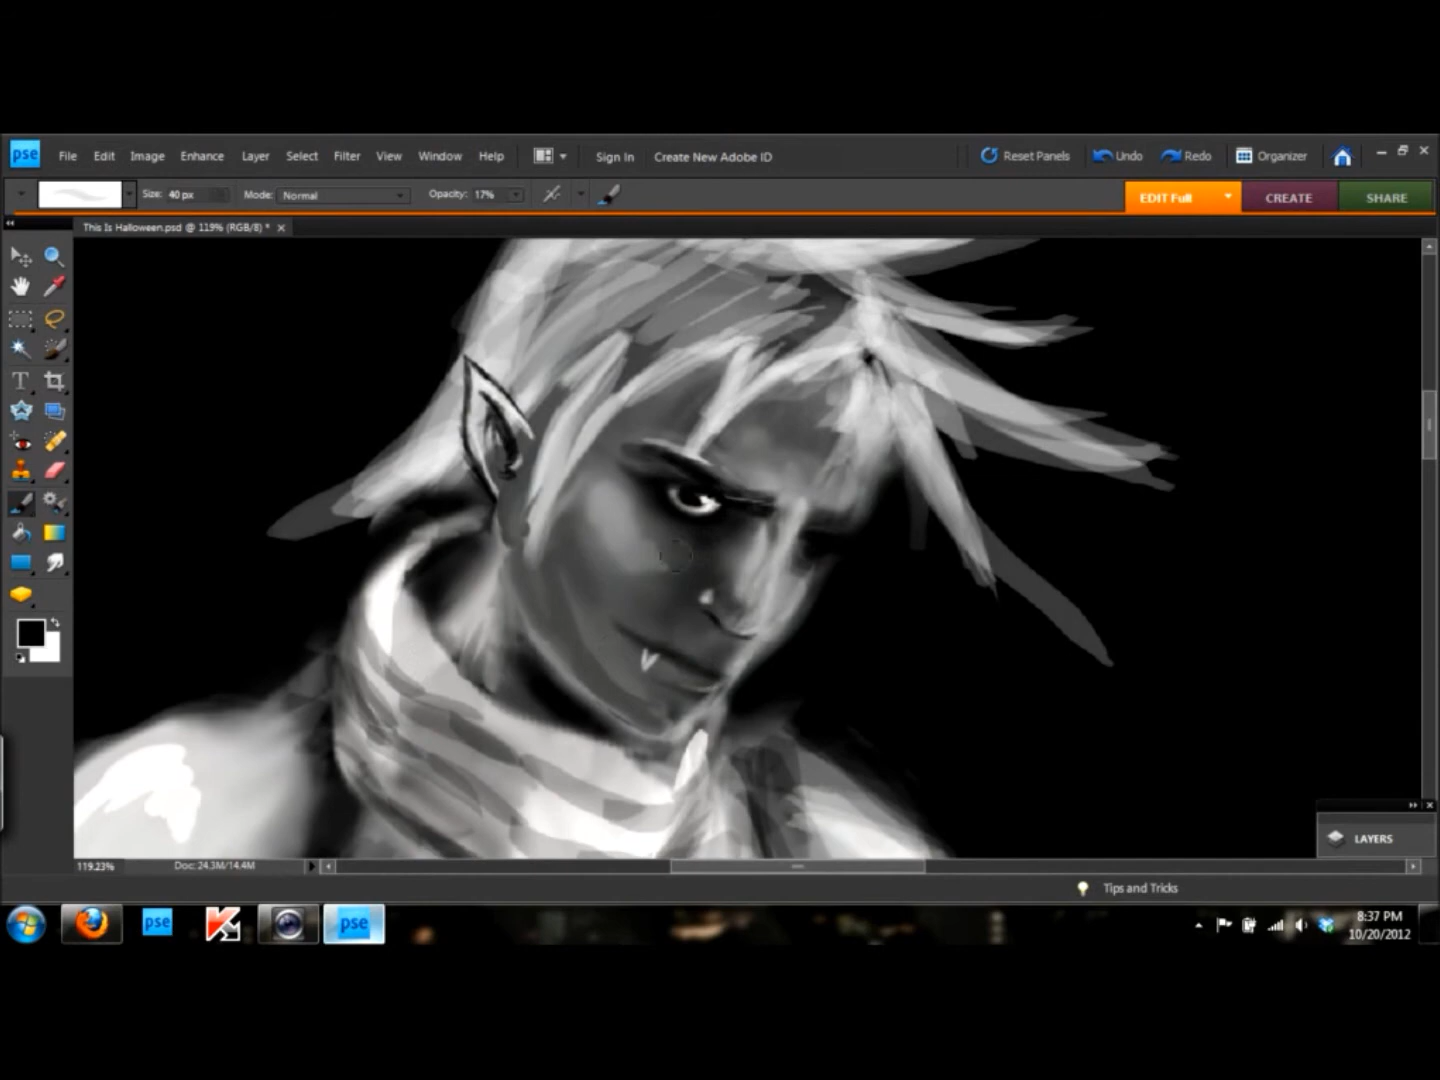 pse File Edit Image Enhance Layer Select Filter View Window Help Sign In Create New Adobe ID Reset Panels Undo Redo Organizer
Size: 40 px Mode: Normal Opacity: 17% EDIT Full CREATE SHARE
This Is Halloween.psd @ 119% (RGB/8) *
T
LAYERS
119.23% Doc: 24.3M/14.4M
Tips and Tricks
pse pse 8:37 PM
10/20/2012